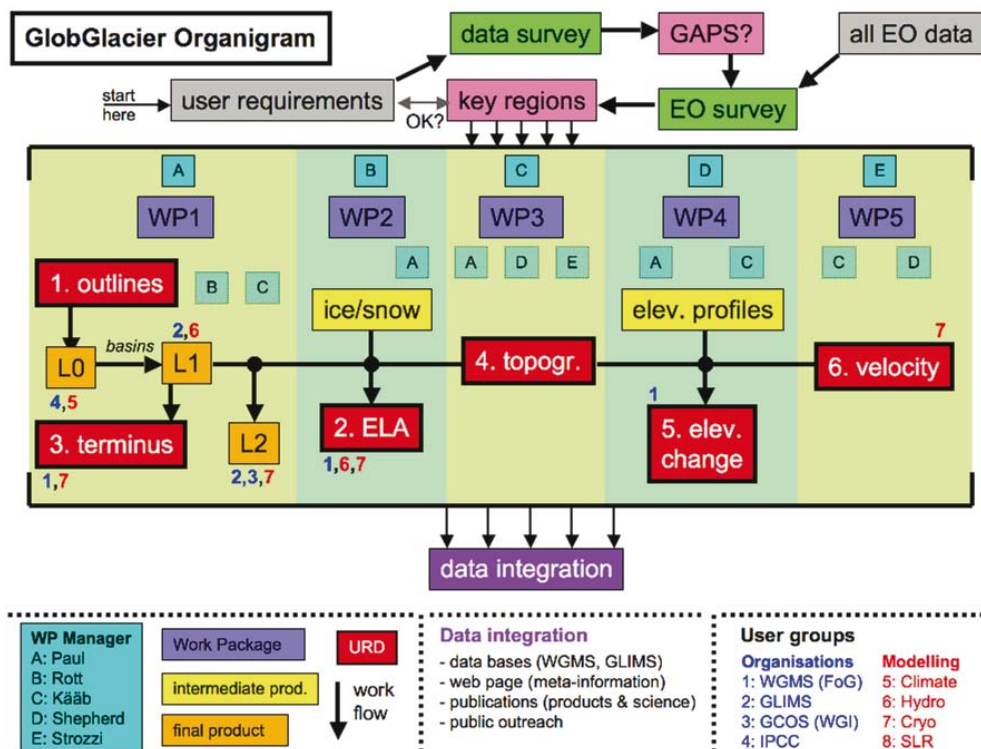 GlobGlacier Organigram
data survey
GAPS?
all EO data
start
here
user requirements
OK?
key regions
EO survey
A
B
C
D
E
WP1
WP2
WP3
WP4
WP5
A
A
D
E
A
C
C
D
1. outlines
B
C
ice/snow
elev. profiles
2,6
7
basins
L0
L1
4. topogr.
6. velocity
4,5
1
3. terminus
L2
2. ELA
5. elev.
change
1,7
2,3,7
1,6,7
data integration
WP Manager
A: Paul
B: Rott
C: Kääb
D: Shepherd
E: Strozzi
Work Package
intermediate prod.
final product
URD
work
flow
Data integration
- data bases (WGMS, GLIMS)
- web page (meta-information)
- publications (products & science)
- public outreach
User groups
Organisations
1: WGMS (FoG)
2: GLIMS
3: GCOS (WGI)
4: IPCC
Modelling
5: Climate
6: Hydro
7: Cryo
8: SLR